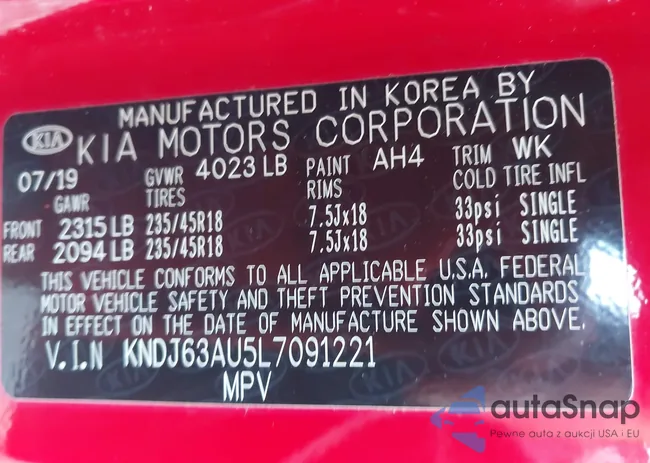 MANUFACTURED IN KOREA BY
KIA KIA MOTORS CORPORATION
07/19 GVWR 4023 LB PAINT AH4 TRIM WK
GAWR TIRES RIMS COLD TIRE INFL
FRONT 2315 LB 235/45R18 7.5Jx18 33psi SINGLE
REAR 2094 LB 235/45R18 7.5Jx18 33psi SINGLE
THIS VEHICLE CONFORMS TO ALL APPLICABLE U.S.A. FEDERAL
MOTOR VEHICLE SAFETY AND THEFT PREVENTION STANDARDS
IN EFFECT ON THE DATE OF MANUFACTURE SHOWN ABOVE.
V.I.N KNDJ63AU5L7091221
MPV
autaSnap
Pewne auta z aukcji USA i EU